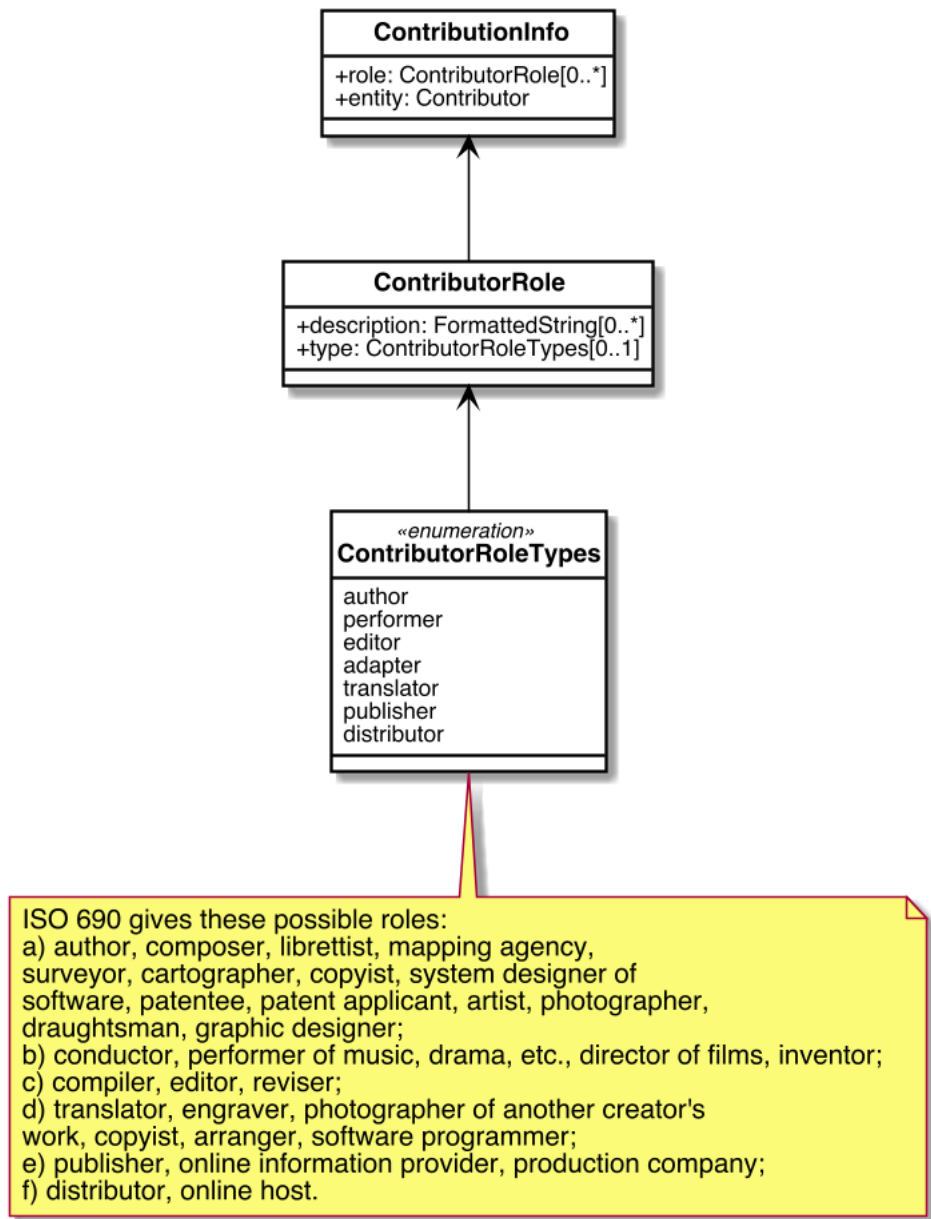 ContributionInfo
+role: ContributorRole[0..*]
+entity: Contributor
ContributorRole
+description: FormattedString[0..*]
+type: ContributorRoleTypes[0..1]
«enumeration»
ContributorRoleTypes
author
performer
editor
adapter
translator
publisher
distributor
ISO 690 gives these possible roles:
a) author, composer, librettist, mapping agency,
surveyor, cartographer, copyist, system designer of
software, patentee, patent applicant, artist, photographer,
draughtsman, graphic designer;
b) conductor, performer of music, drama, etc., director of films, inventor;
c) compiler, editor, reviser;
d) translator, engraver, photographer of another creator's
work, copyist, arranger, software programmer;
e) publisher, online information provider, production company;
f) distributor, online host.